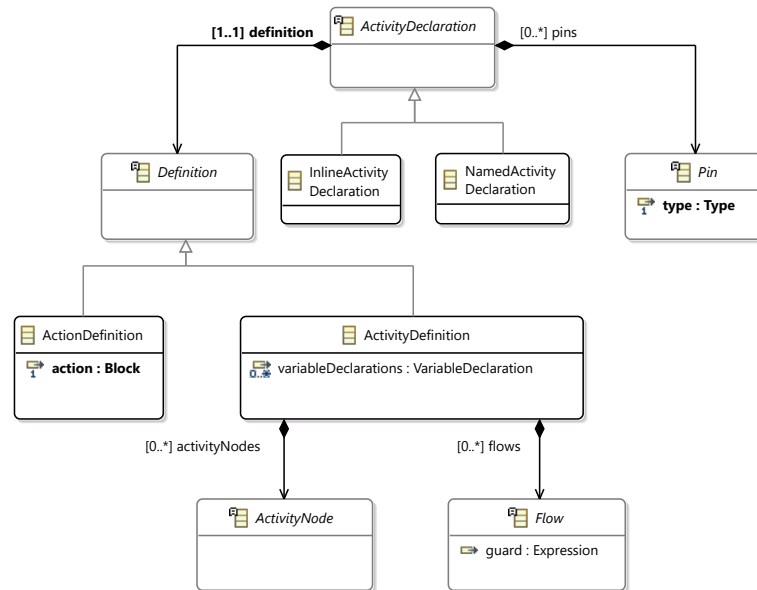 ActivityDeclaration
[1..1] definition
[0..*] pins
Definition
InlineActivity
Declaration
NamedActivity
Declaration
Pin
type : Type
1
ActionDefinition
action : Block
1
ActivityDefinition
variableDeclarations : VariableDeclaration
0..*
[0..*] activityNodes
[0..*] flows
ActivityNode
Flow
guard : Expression